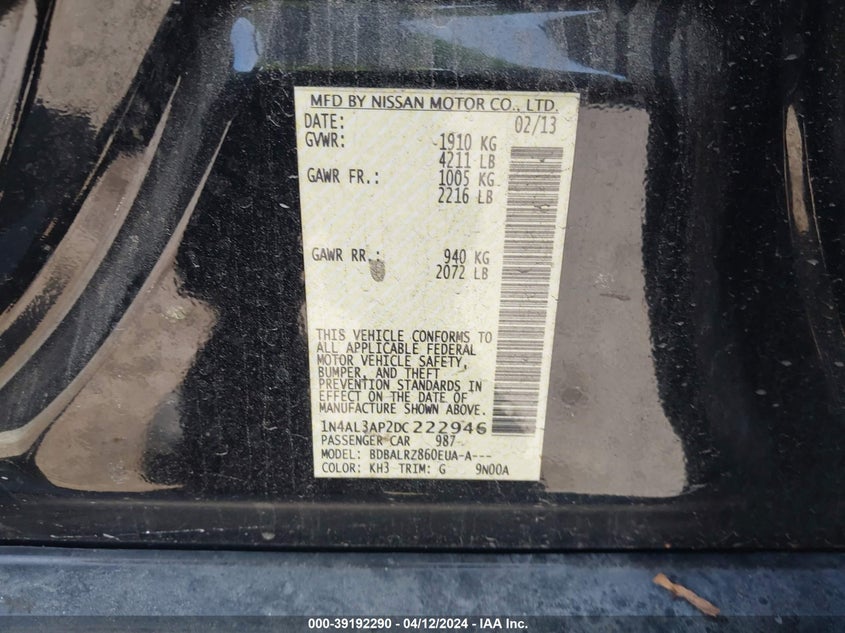 MFD BY NISSAN MOTOR CO., LTD.
DATE: 02/13
GVWR: 1910 KG
4211 LB
GAWR FR.: 1005 KG
2216 LB
GAWR RR.: 940 KG
2072 LB
THIS VEHICLE CONFORMS TO
ALL APPLICABLE FEDERAL
MOTOR VEHICLE SAFETY,
BUMPER, AND THEFT
PREVENTION STANDARDS IN
EFFECT ON THE DATE OF
MANUFACTURE SHOWN ABOVE.
1N4AL3AP2DC222946
PASSENGER CAR 987
MODEL: BDBALRZ860EUA-A---
COLOR: KH3 TRIM: G 9N00A
000-39192290 - 04/12/2024 - IAA Inc.